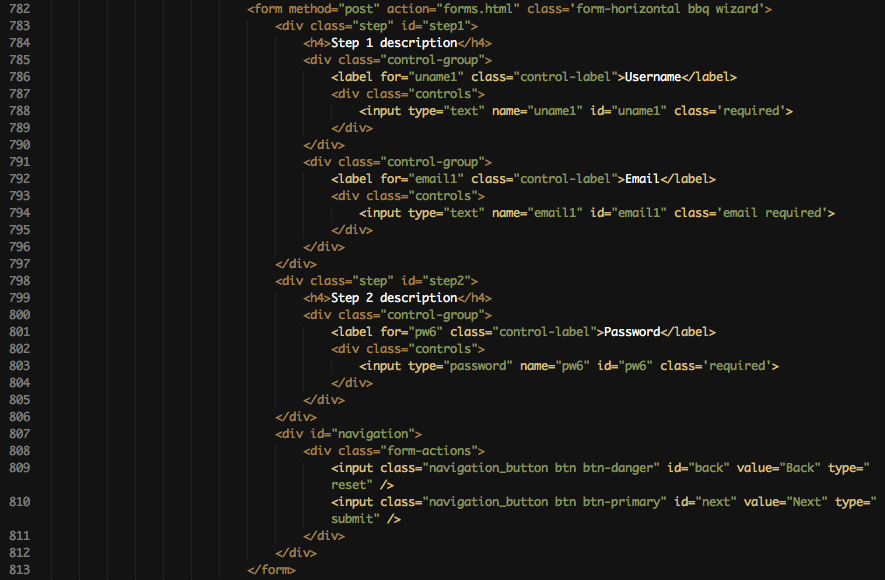 782 <form method="post" action="forms.html" class='form-horizontal bbq wizard'>
783 <div class="step" id="step1">
784 <h4>Step 1 description</h4>
785 <div class="control-group">
786 <label for="uname1" class="control-label">Username</label>
787 <div class="controls">
788 <input type="text" name="uname1" id="uname1" class='required'>
789 </div>
790 </div>
791 <div class="control-group">
792 <label for="email1" class="control-label">Email</label>
793 <div class="controls">
794 <input type="text" name="email1" id="email1" class='email required'>
795 </div>
796 </div>
797 </div>
798 <div class="step" id="step2">
799 <h4>Step 2 description</h4>
800 <div class="control-group">
801 <label for="pw6" class="control-label">Password</label>
802 <div class="controls">
803 <input type="password" name="pw6" id="pw6" class='required'>
804 </div>
805 </div>
806 </div>
807 <div id="navigation">
808 <div class="form-actions">
809 <input class="navigation_button btn btn-danger" id="back" value="Back" type="
reset" />
810 <input class="navigation_button btn btn-primary" id="next" value="Next" type="
submit" />
811 </div>
812 </div>
813 </form>